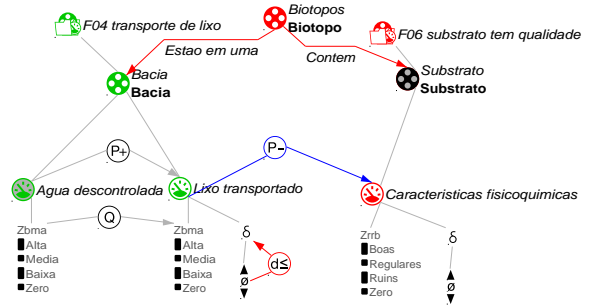 F04 transporte de lixo
Biotopos
Biotopo
F06 substrato tem qualidade
Estao em uma
Contem
Bacia
Bacia
Substrato
Substrato
P+
P-
Agua descontrolada
Lixo transportado
Caracteristicas fisicoquimicas
Zbma
Alta
Media
Baixa
Zero
Q
Zbma
Alta
Media
Baixa
Zero
δ
d≤
ø
Zrrb
Boas
Regulares
Ruins
Zero
δ
ø